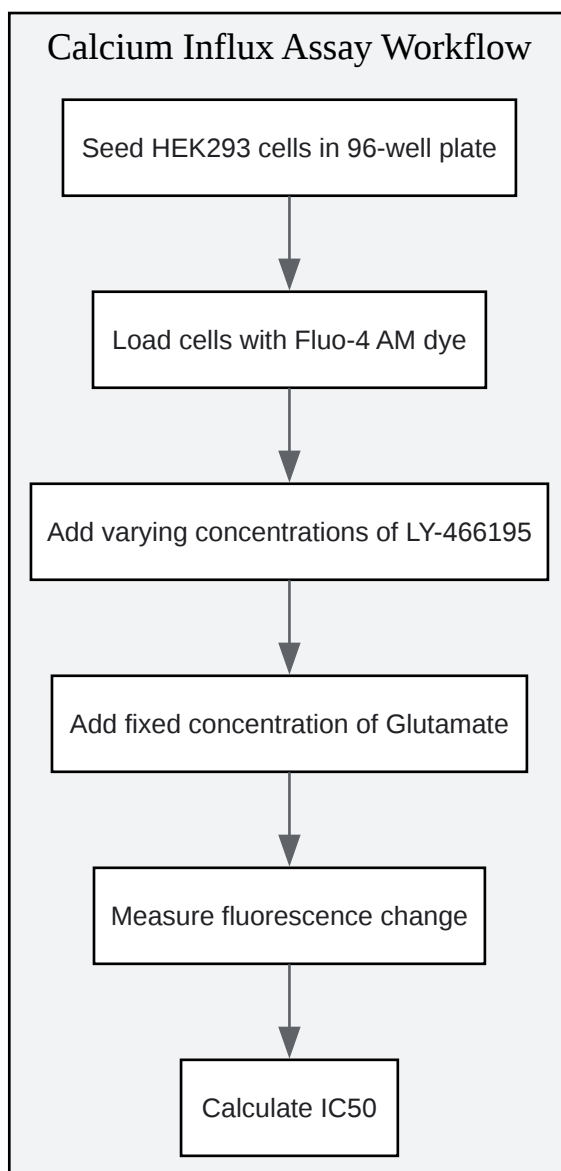 Calcium Influx Assay Workflow
Seed HEK293 cells in 96-well plate
Load cells with Fluo-4 AM dye
Add varying concentrations of LY-466195
Add fixed concentration of Glutamate
Measure fluorescence change
Calculate IC50